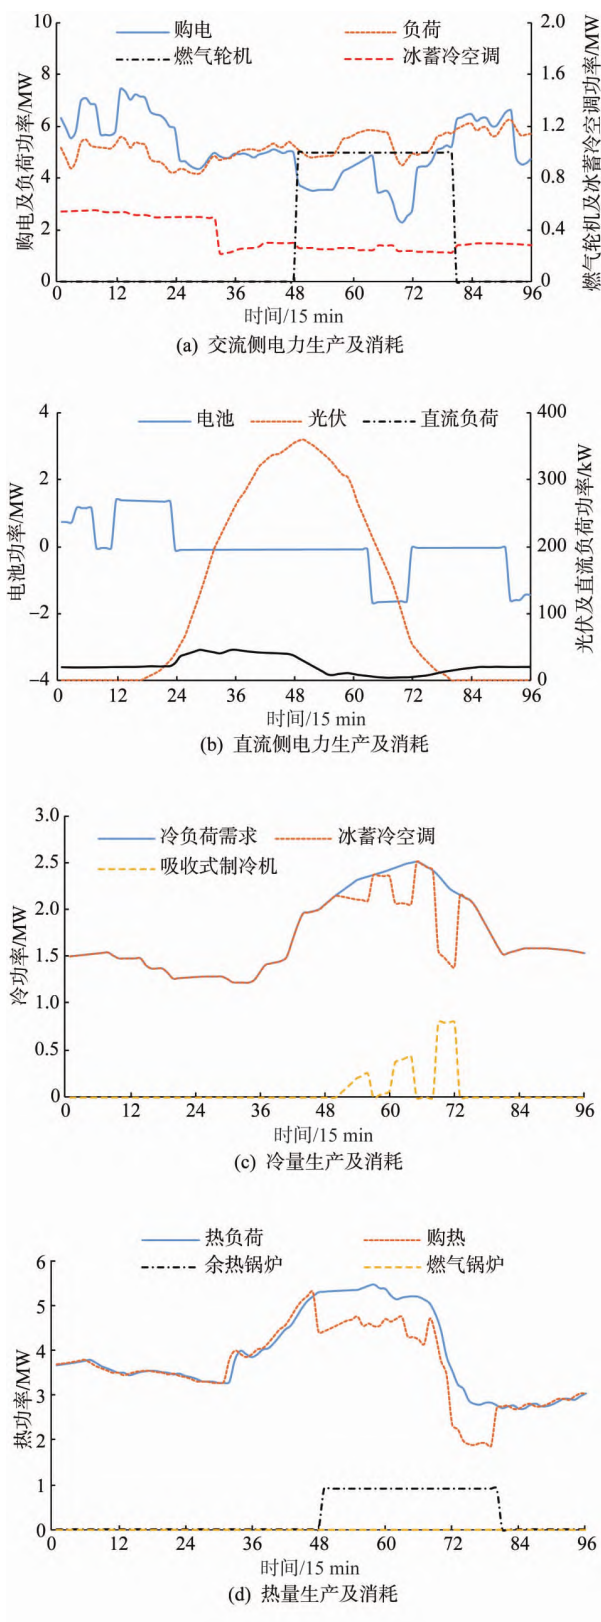 购电 负荷
燃气轮机 冰蓄冷空调
购电及负荷功率/MW
10
8
6
4
2
0
燃气轮机及冰蓄冷空调功率/MW
2.0
1.6
1.2
0.8
0.4
0
0 12 24 36 48 60 72 84 96
时间/15 min
(a) 交流侧电力生产及消耗
电池 光伏 直流负荷
电池功率/MW
4
2
0
−2
−4
光伏及直流负荷功率/kW
400
300
200
100
0
0 12 24 36 48 60 72 84 96
时间/15 min
(b) 直流侧电力生产及消耗
冷负荷需求 冰蓄冷空调
吸收式制冷机
冷功率/MW
3.0
2.5
2.0
1.5
1.0
0.5
0
0 12 24 36 48 60 72 84 96
时间/15 min
(c) 冷量生产及消耗
热负荷 购热
余热锅炉 燃气锅炉
热功率/MW
6
5
4
3
2
1
0
0 12 24 36 48 60 72 84 96
时间/15 min
(d) 热量生产及消耗